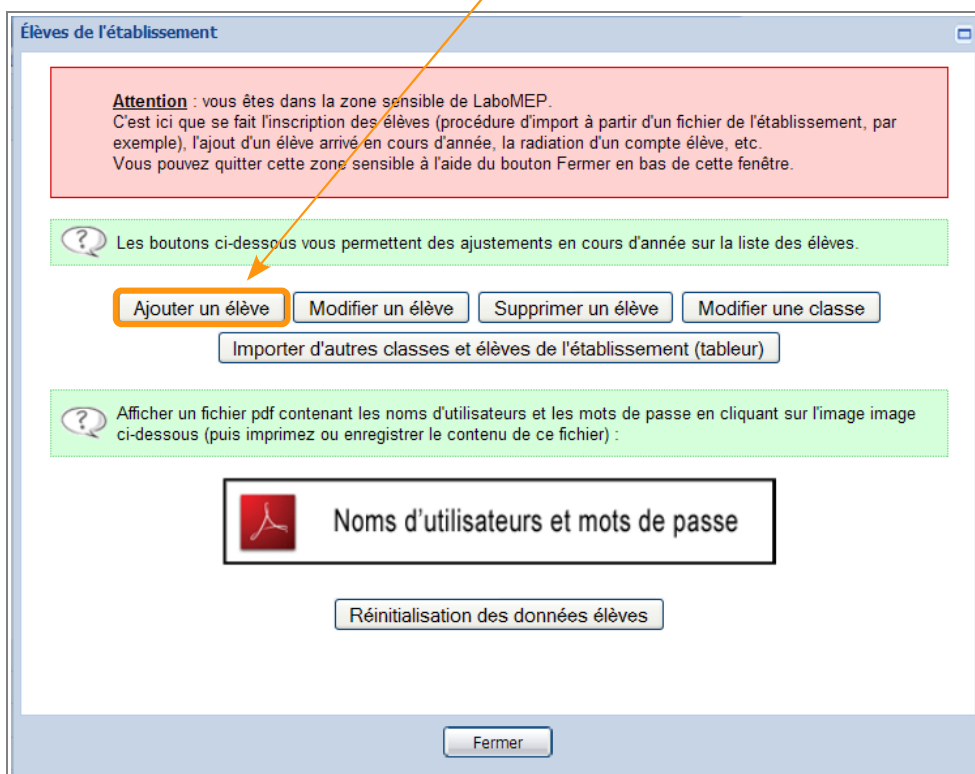 Élèves de l'établissement
Attention : vous êtes dans la zone sensible de LaboMEP.
C'est ici que se fait l'inscription des élèves (procédure d'import à partir d'un fichier de l'établissement, par
exemple), l'ajout d'un élève arrivé en cours d'année, la radiation d'un compte élève, etc.
Vous pouvez quitter cette zone sensible à l'aide du bouton Fermer en bas de cette fenêtre.
Les boutons ci-dessous vous permettent des ajustements en cours d'année sur la liste des élèves.
Ajouter un élève Modifier un élève Supprimer un élève Modifier une classe
Importer d'autres classes et élèves de l'établissement (tableur)
Afficher un fichier pdf contenant les noms d'utilisateurs et les mots de passe en cliquant sur l'image image
ci-dessous (puis imprimez ou enregistrer le contenu de ce fichier) :
Noms d'utilisateurs et mots de passe
Réinitialisation des données élèves
Fermer